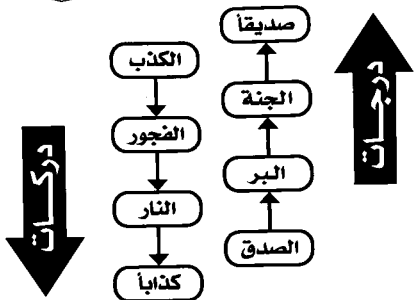 درجات
صديقاً
الجنة
البر
الصدق
الكذب
الفجور
النار
كذاباً
دركات